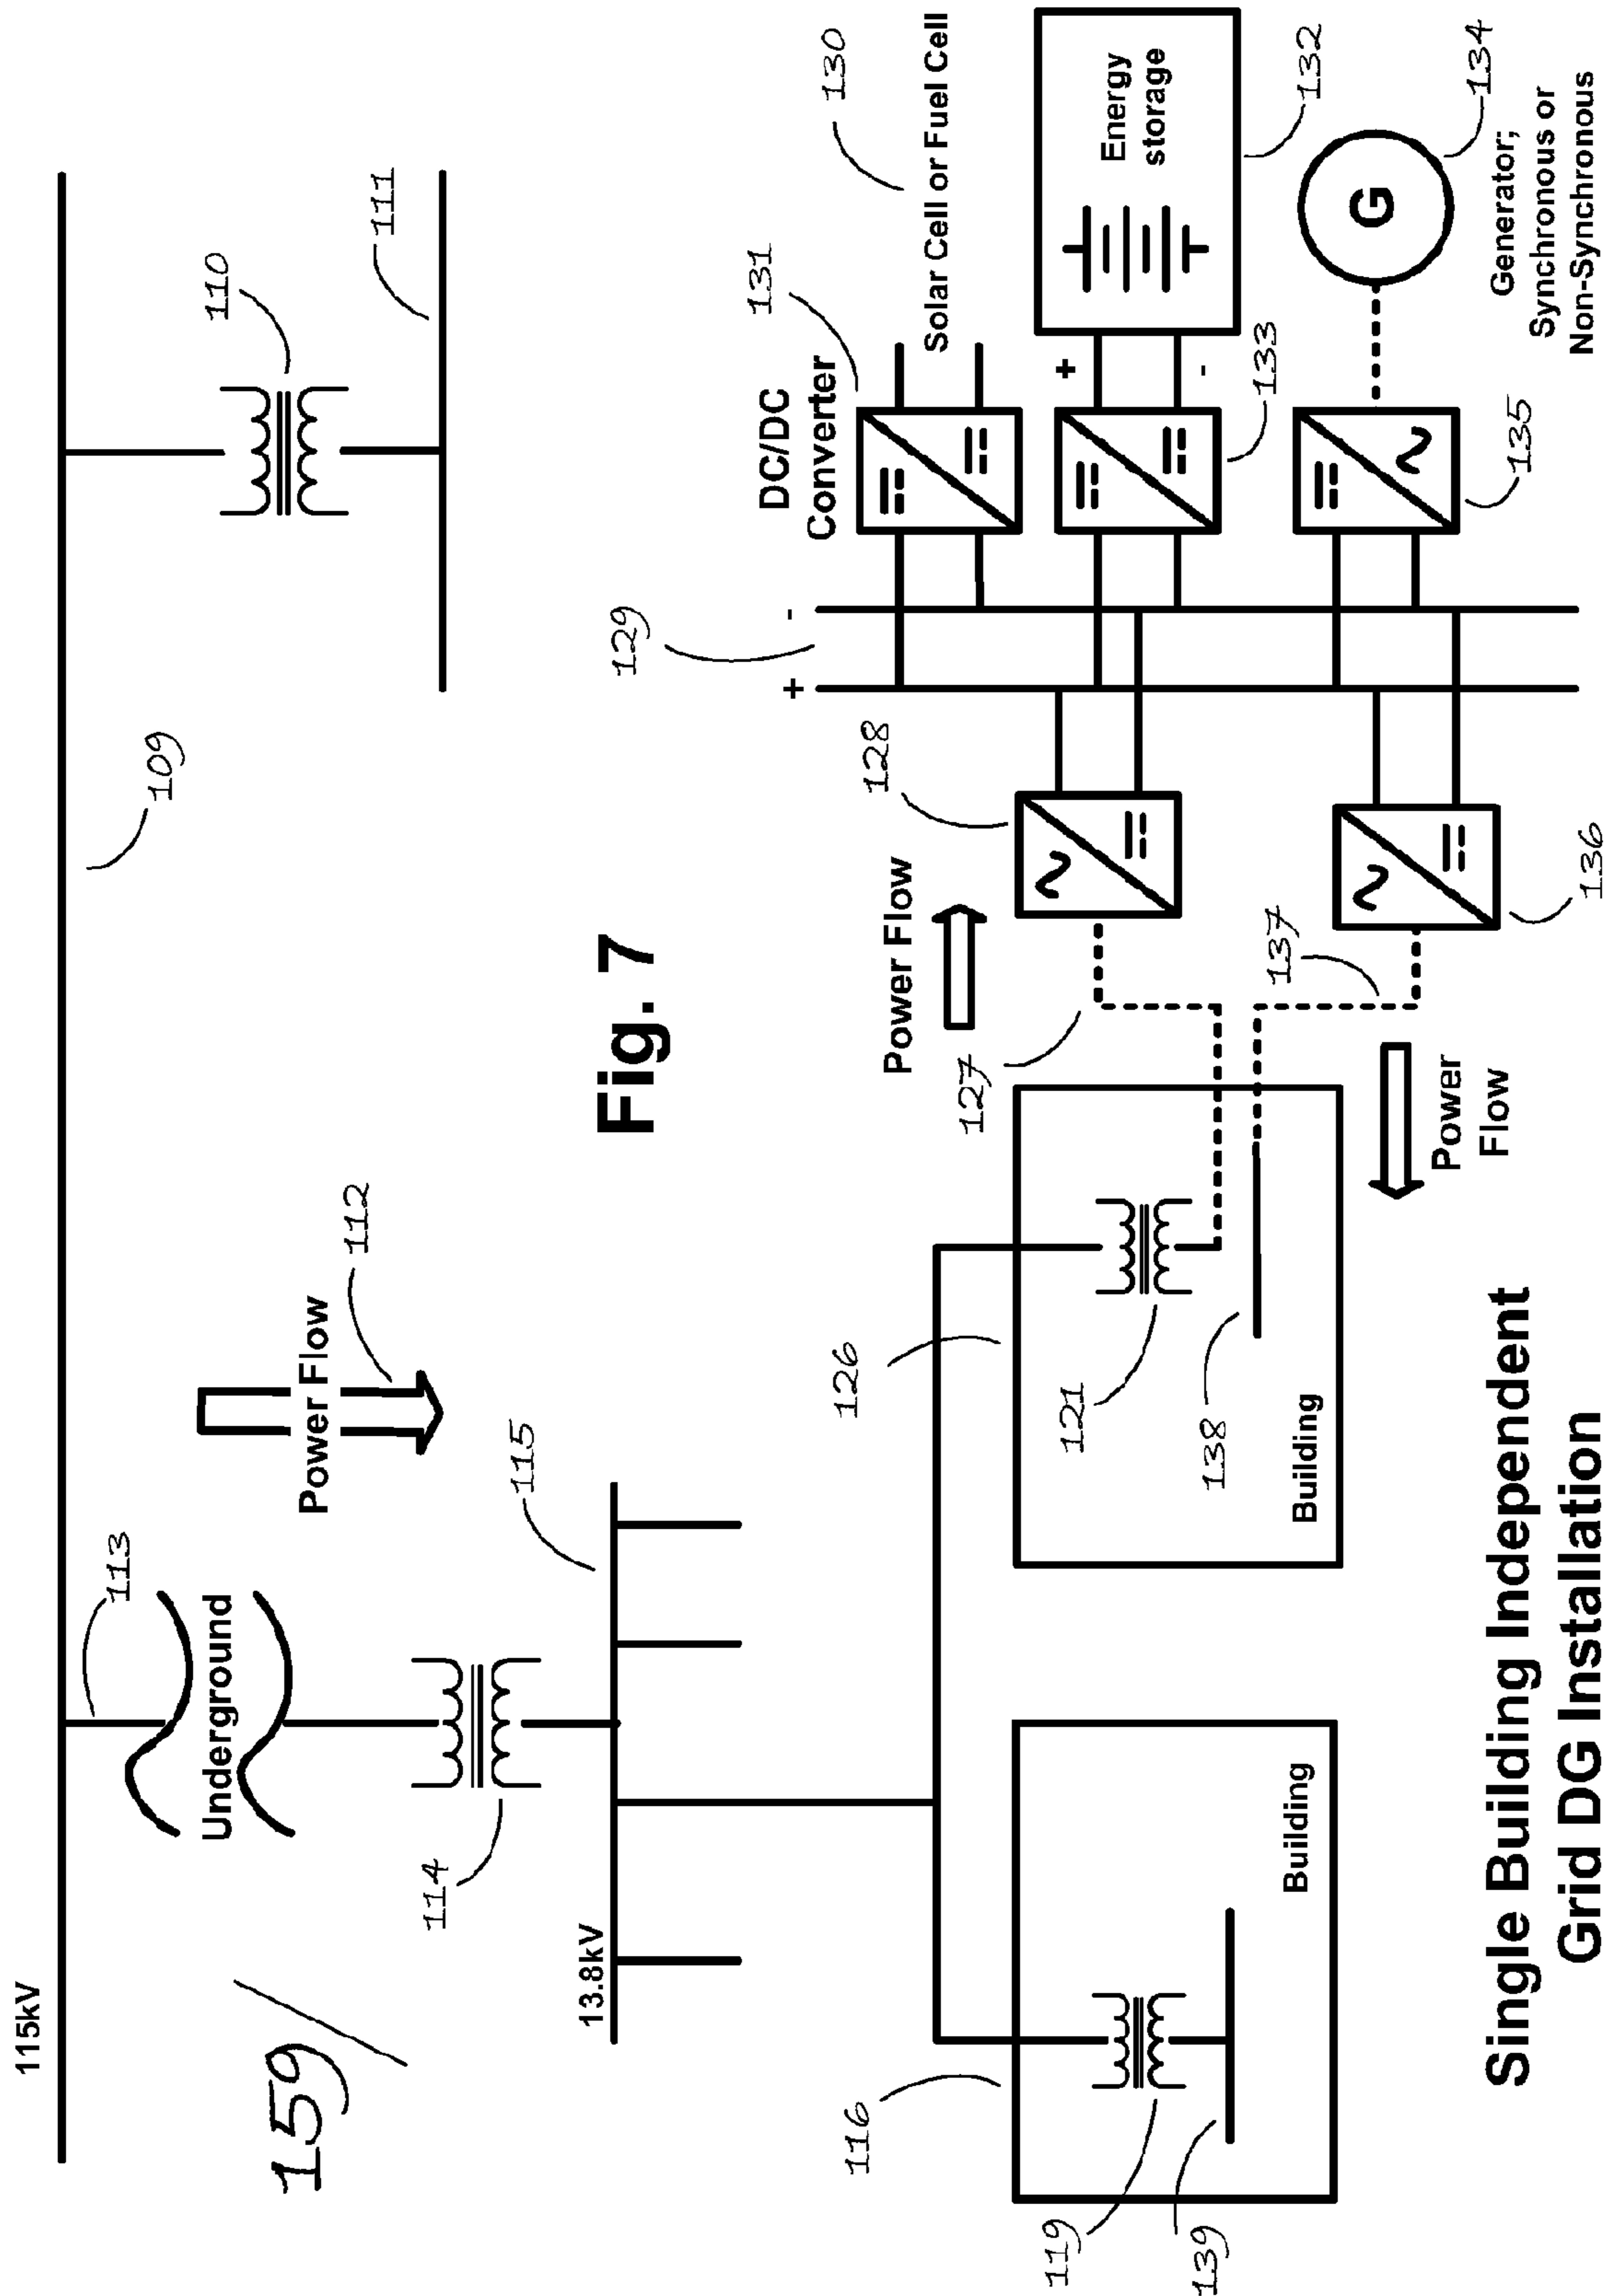 115kV
109
110
111
113
Underground
Power Flow
112
159
114
13.8kV
115
Fig. 7
116
119
139
Building
126
121
138
Building
Power Flow
127
128
129
+
-
DC/DC
Converter
131
130
Solar Cell or Fuel Cell
+
-
133
Energy
storage
132
G
134
Generator;
Synchronous or
Non-Synchronous
135
136
137
Power
Flow
Single Building Independent
Grid DG Installation